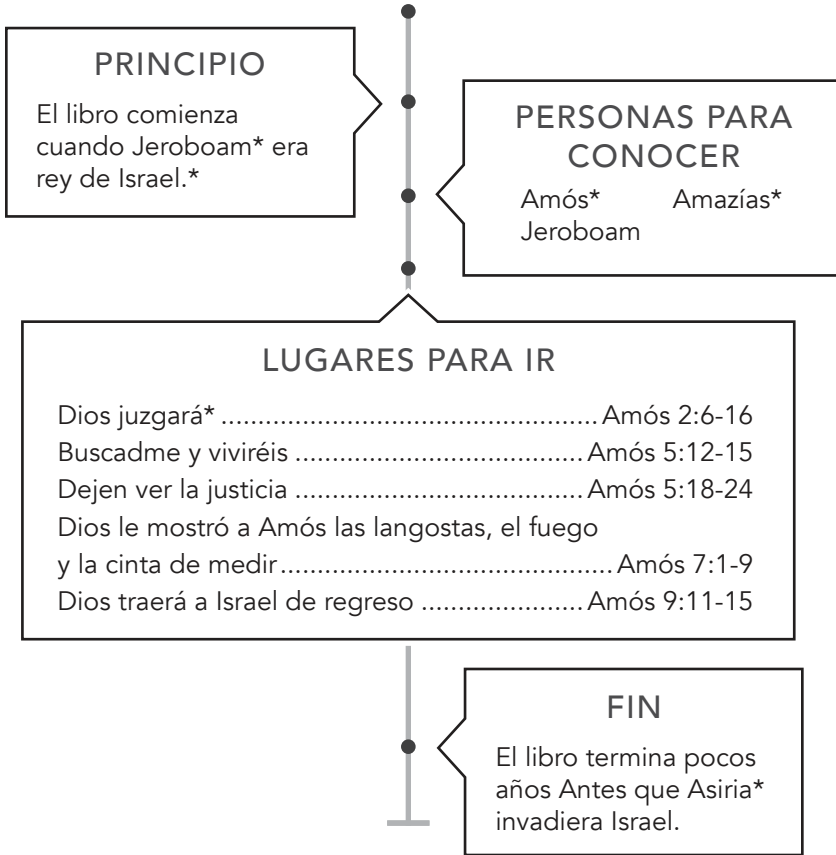 PRINCIPIO
El libro comienza
cuando Jeroboam* era
rey de Israel.*
PERSONAS PARA
CONOCER
Amós* Amazías*
Jeroboam
LUGARES PARA IR
Dios juzgará* ................................................ Amós 2:6-16
Buscadme y viviréis ..................................... Amós 5:12-15
Dejen ver la justicia ..................................... Amós 5:18-24
Dios le mostró a Amós las langostas, el fuego
y la cinta de medir .......................................... Amós 7:1-9
Dios traerá a Israel de regreso ..................... Amós 9:11-15
FIN
El libro termina pocos
años Antes que Asiria*
invadiera Israel.